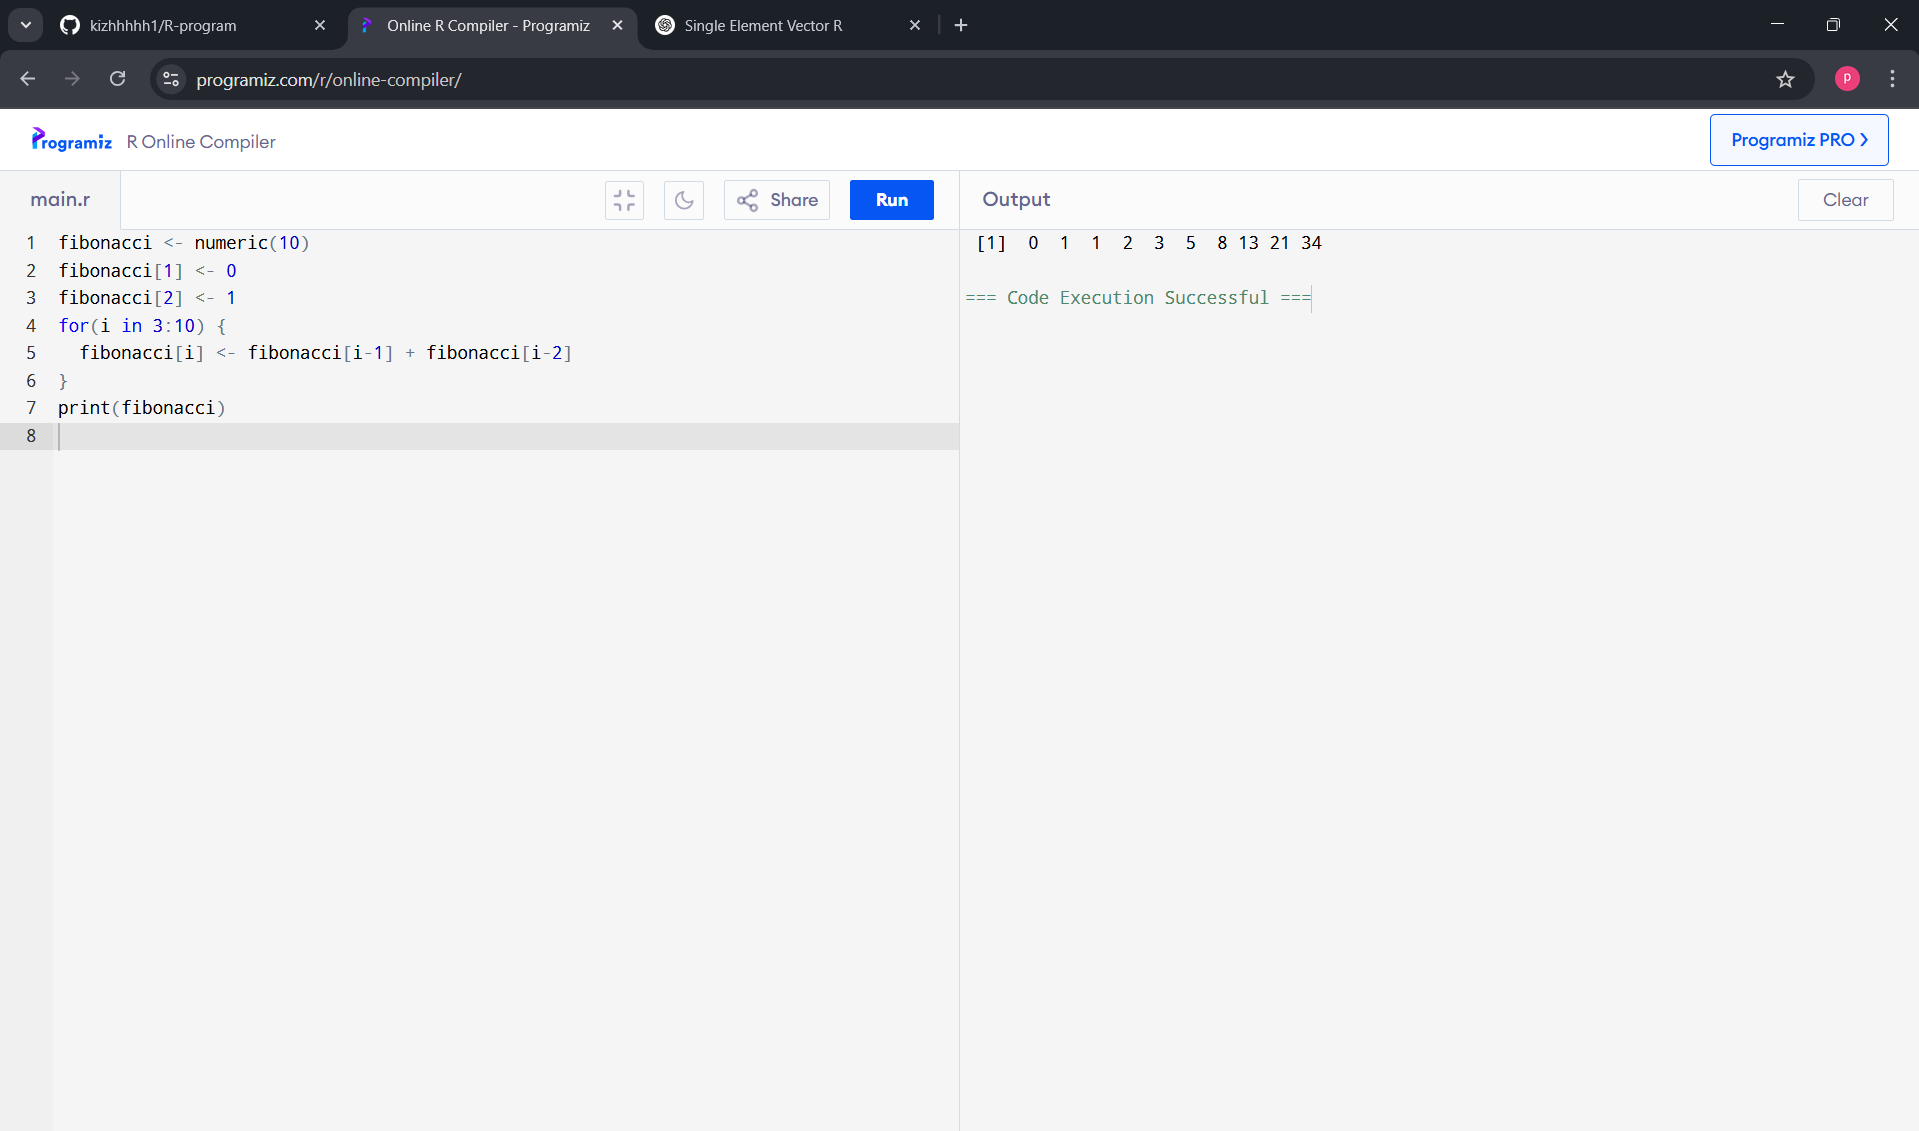 kizhhhhh1/R-program
Online R Compiler - Programiz
Single Element Vector R
programiz.com/r/online-compiler/
P
Programiz R Online Compiler
Programiz PRO
main.r
Share
Run
Output
Clear
1 fibonacci <- numeric(10)
2 fibonacci[1] <- 0
3 fibonacci[2] <- 1
4 for(i in 3:10) {
5   fibonacci[i] <- fibonacci[i-1] + fibonacci[i-2]
6 }
7 print(fibonacci)
8
[1]  0  1  1  2  3  5  8 13 21 34
=== Code Execution Successful ===